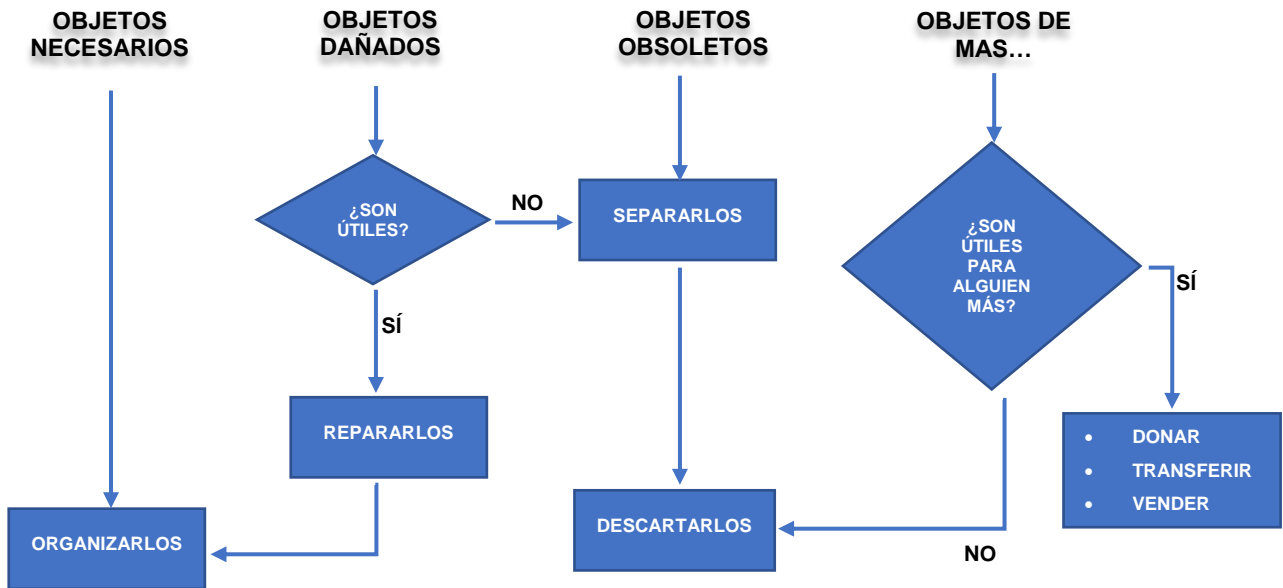 OBJETOS
NECESARIOS
OBJETOS
DAÑADOS
OBJETOS
OBSOLETOS
OBJETOS DE
MAS…
¿SON
ÚTILES?
NO
SEPARARLOS
¿SON
ÚTILES
PARA
ALGUIEN
MÁS?
SÍ
SÍ
REPARARLOS
• DONAR
• TRANSFERIR
• VENDER
ORGANIZARLOS
DESCARTARLOS
NO